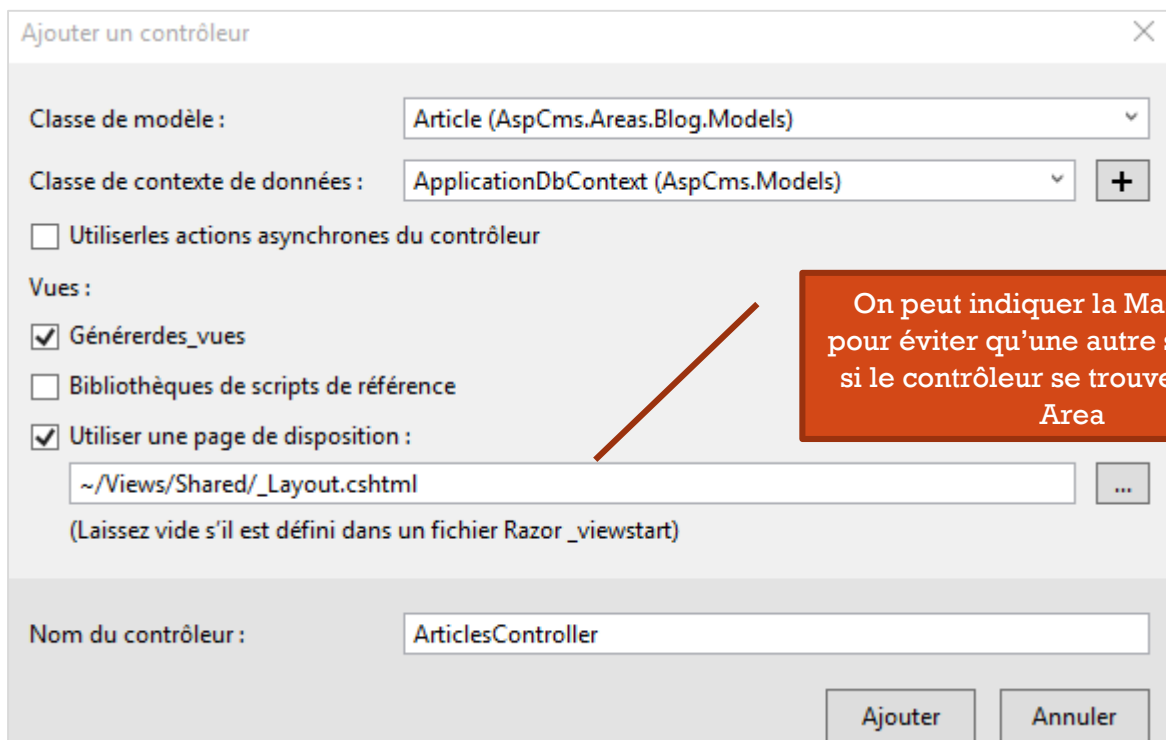 Ajouter un contrôleur
Classe de modèle :
Article (AspCms.Areas.Blog.Models)
Classe de contexte de données :
ApplicationDbContext (AspCms.Models)
+
Utiliserles actions asynchrones du contrôleur
Vues :
Générerdes_vues
Bibliothèques de scripts de référence
Utiliser une page de disposition :
~/Views/Shared/_Layout.cshtml
...
(Laissez vide s'il est défini dans un fichier Razor _viewstart)
On peut indiquer la
pour éviter qu’une autre
si le contrôleur se trouve
Area
Nom du contrôleur :
ArticlesController
Ajouter
Annuler